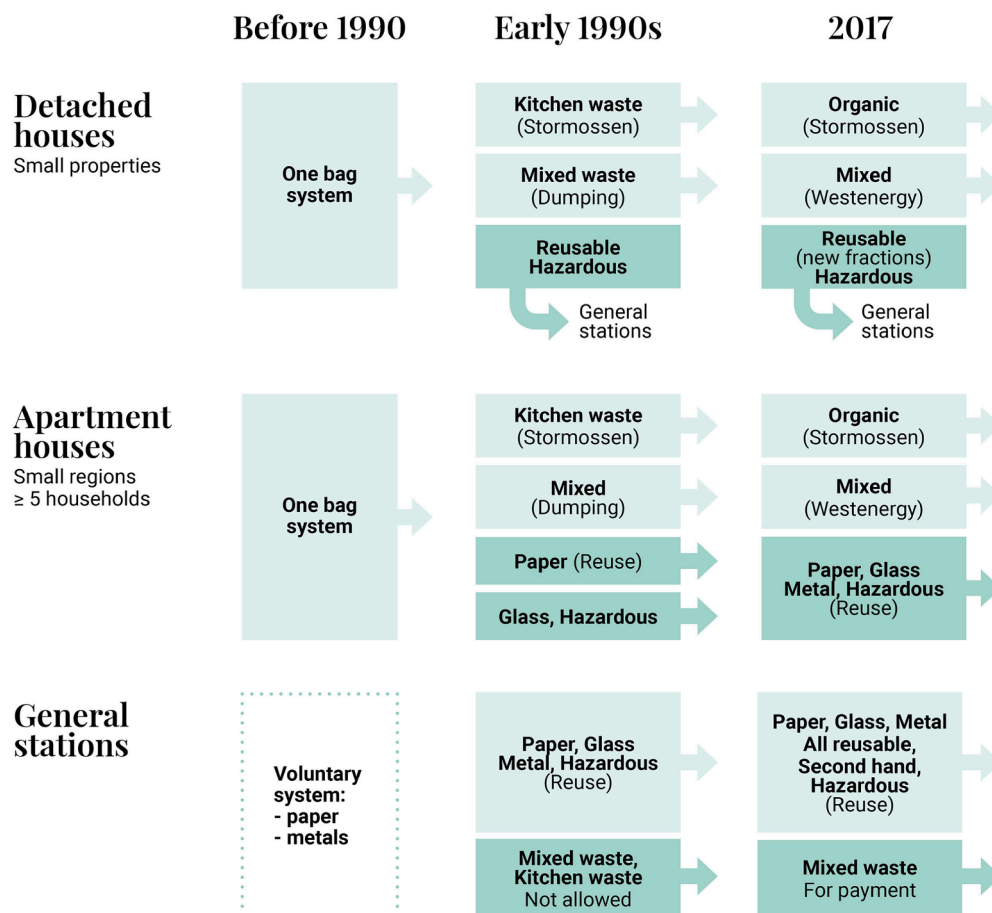 Before 1990
Early 1990s
2017
Detached
houses
Small properties
One bag
system
Kitchen waste
(Stormossen)
Mixed waste
(Dumping)
Reusable
Hazardous
General
stations
Organic
(Stormossen)
Mixed
(Westenergy)
Reusable
(new fractions)
Hazardous
General
stations
Apartment
houses
Small regions
≥ 5 households
One bag
system
Kitchen waste
(Stormossen)
Mixed
(Dumping)
Paper (Reuse)
Glass, Hazardous
Organic
(Stormossen)
Mixed
(Westenergy)
Paper, Glass
Metal, Hazardous
(Reuse)
General
stations
Voluntary
system:
- paper
- metals
Paper, Glass
Metal, Hazardous
(Reuse)
Mixed waste,
Kitchen waste
Not allowed
Paper, Glass, Metal
All reusable,
Second hand,
Hazardous
(Reuse)
Mixed waste
For payment